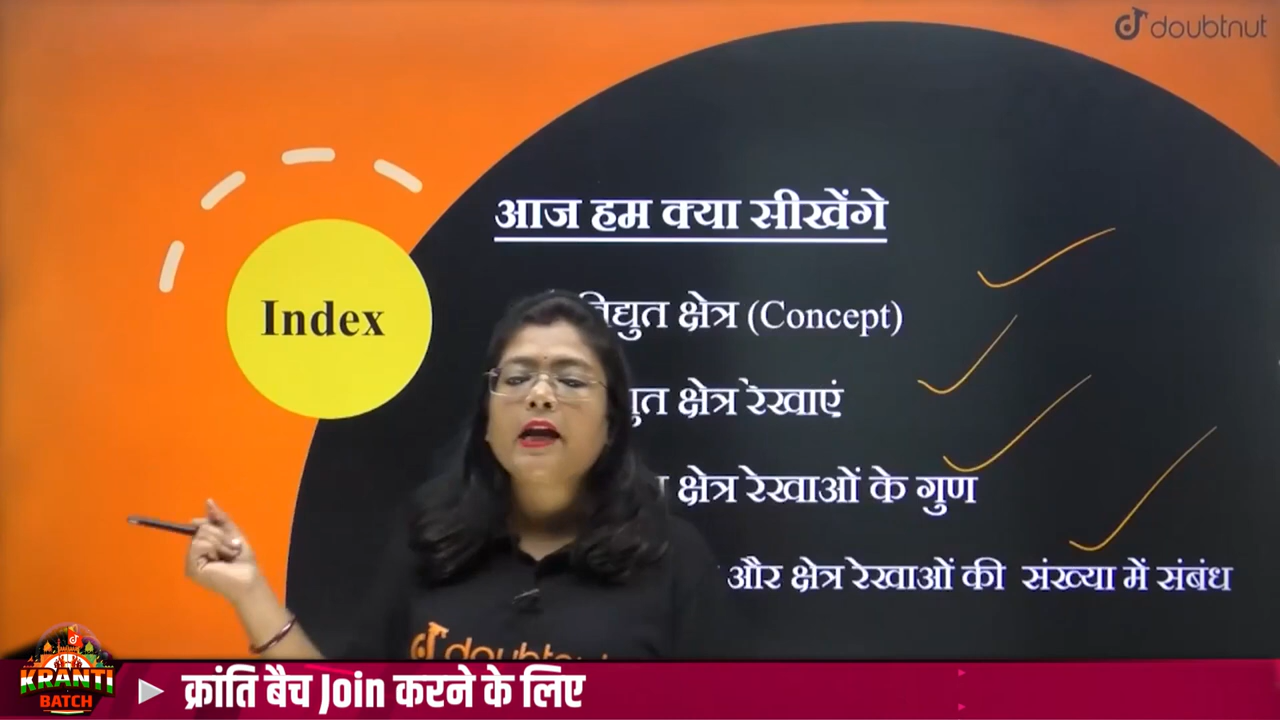 doubtnut
आज हम क्या सीखेंगे
Index
क्षेत्र (Concept)
क्षेत्र रेखाएं
क्षेत्र रेखाओं के गुण
और क्षेत्र रेखाओं की संख्या में संबंध
doubtnut
KRANTI
BATCH
क्रांति बैच Join करने के लिए